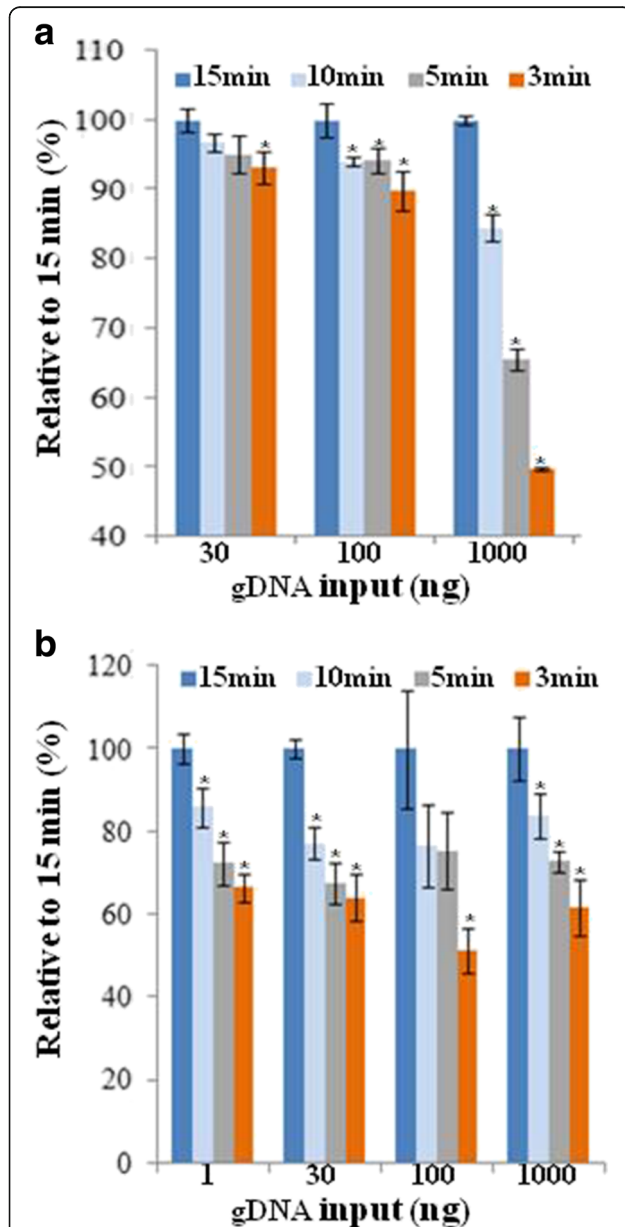 a
110
100
90
80
70
60
50
40
Relative to 15 min (%)
15min 10min 5min 3min
* * * * * * *
30 100 1000
gDNA input (ng)
b
120
100
80
60
40
20
0
Relative to 15 min (%)
15min 10min 5min 3min
* * * * * * * * * *
1 30 100 1000
gDNA input (ng)